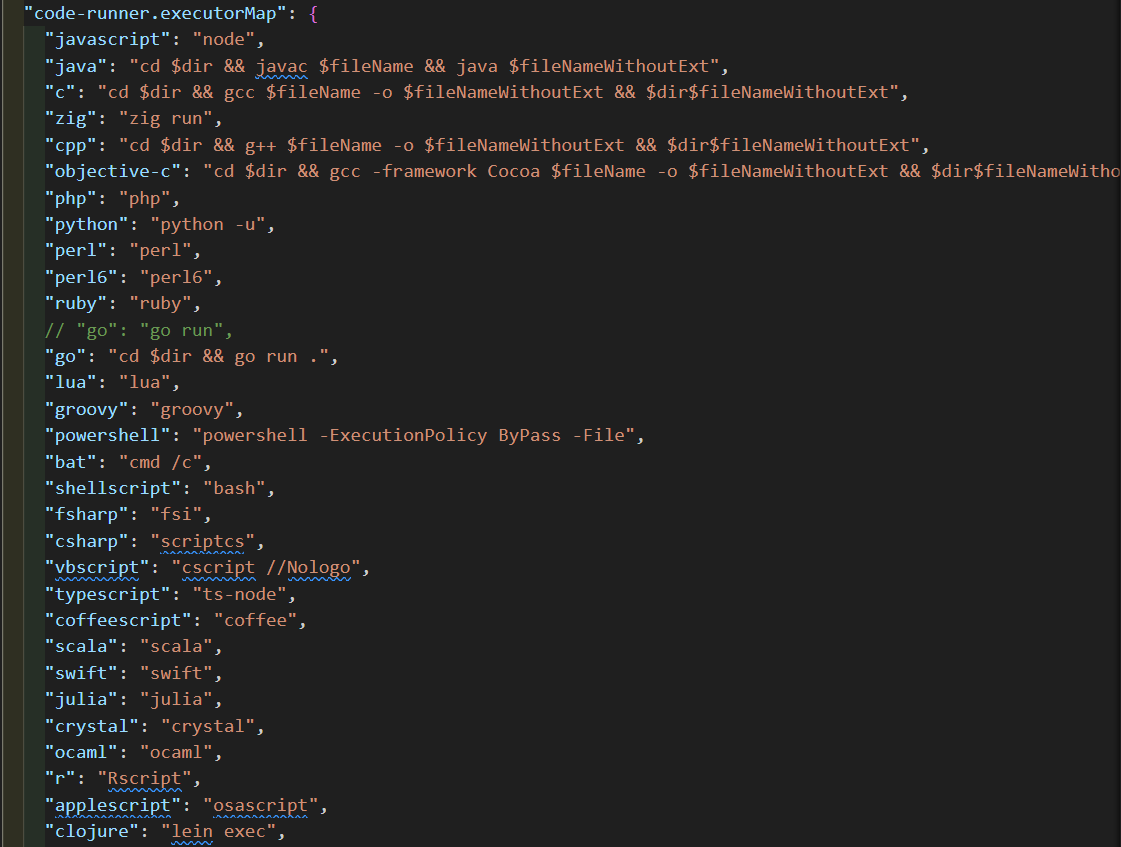 "code-runner.executorMap": {
"javascript": "node",
"java": "cd $dir && javac $fileName && java $fileNameWithoutExt",
"c": "cd $dir && gcc $fileName -o $fileNameWithoutExt && $dir$fileNameWithoutExt",
"zig": "zig run",
"cpp": "cd $dir && g++ $fileName -o $fileNameWithoutExt && $dir$fileNameWithoutExt",
"objective-c": "cd $dir && gcc -framework Cocoa $fileName -o $fileNameWithoutExt && $dir$fileNameWitho
"php": "php",
"python": "python -u",
"perl": "perl",
"perl6": "perl6",
"ruby": "ruby",
// "go": "go run",
"go": "cd $dir && go run .",
"lua": "lua",
"groovy": "groovy",
"powershell": "powershell -ExecutionPolicy ByPass -File",
"bat": "cmd /c",
"shellscript": "bash",
"fsharp": "fsi",
"csharp": "scriptcs",
"vbscript": "cscript //Nologo",
"typescript": "ts-node",
"coffeescript": "coffee",
"scala": "scala",
"swift": "swift",
"julia": "julia",
"crystal": "crystal",
"ocaml": "ocaml",
"r": "Rscript",
"applescript": "osascript",
"clojure": "lein exec",